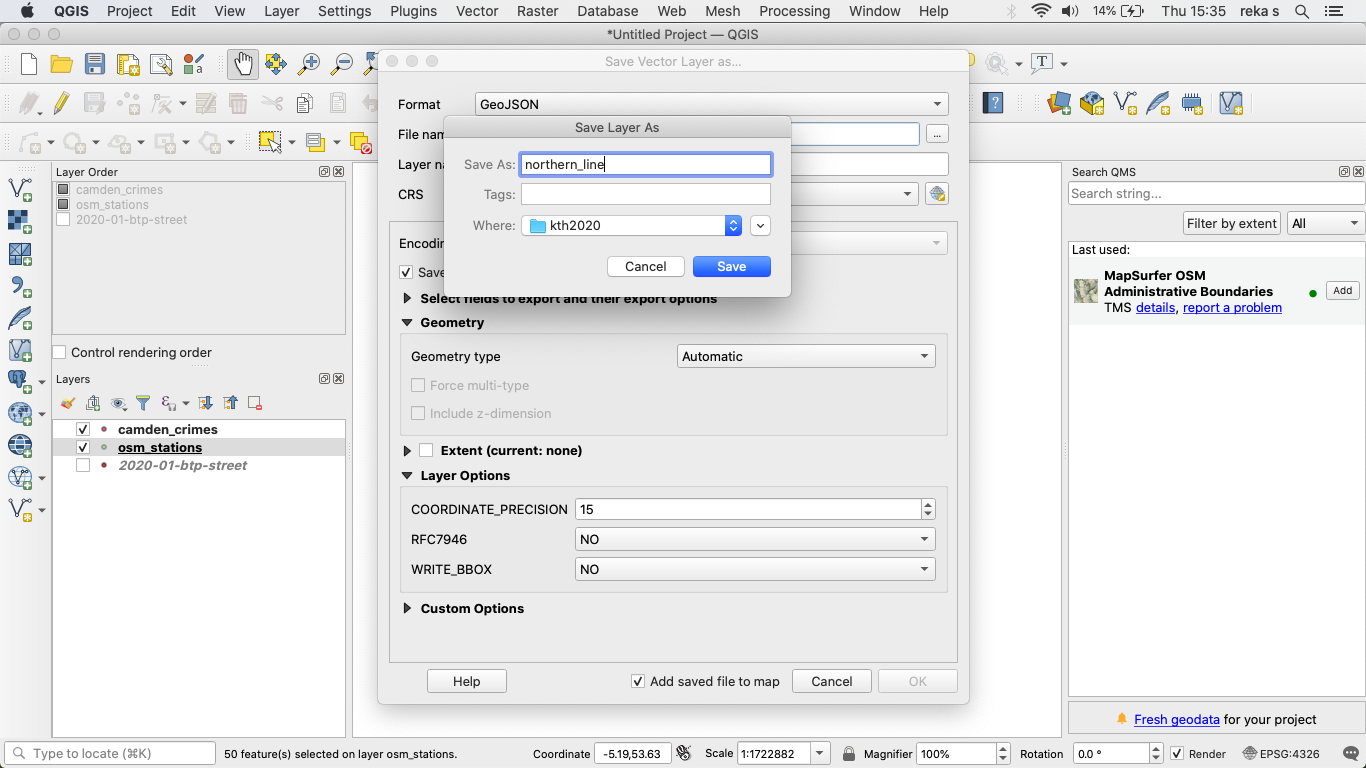 QGIS Project Edit View Layer Settings Plugins Vector Raster Database Web Mesh Processing Window Help 14% Thu 15:35 reka s
*Untitled Project — QGIS
Save Vector Layer as...
Format GeoJSON
Save Layer As
File nam
...
Save As: northern_line
Layer na
Tags:
CRS
Where: kth2020
Encodin
Cancel Save
Save
Select fields to export and their export options
Geometry
Geometry type Automatic
Force multi-type
Include z-dimension
Extent (current: none)
Layer Options
COORDINATE_PRECISION 15
RFC7946 NO
WRITE_BBOX NO
Custom Options
Help Add saved file to map Cancel OK
Layer Order
camden_crimes
osm_stations
2020-01-btp-street
Control rendering order
Layers
camden_crimes
osm_stations
2020-01-btp-street
Search QMS
Search string...
Filter by extent All
Last used:
MapSurfer OSM
Administrative Boundaries
TMS details, report a problem
Add
Fresh geodata for your project
Type to locate (⌘K) 50 feature(s) selected on layer osm_stations. Coordinate -5.19,53.63 Scale 1:1722882 Magnifier 100% Rotation 0.0 ° Render EPSG:4326